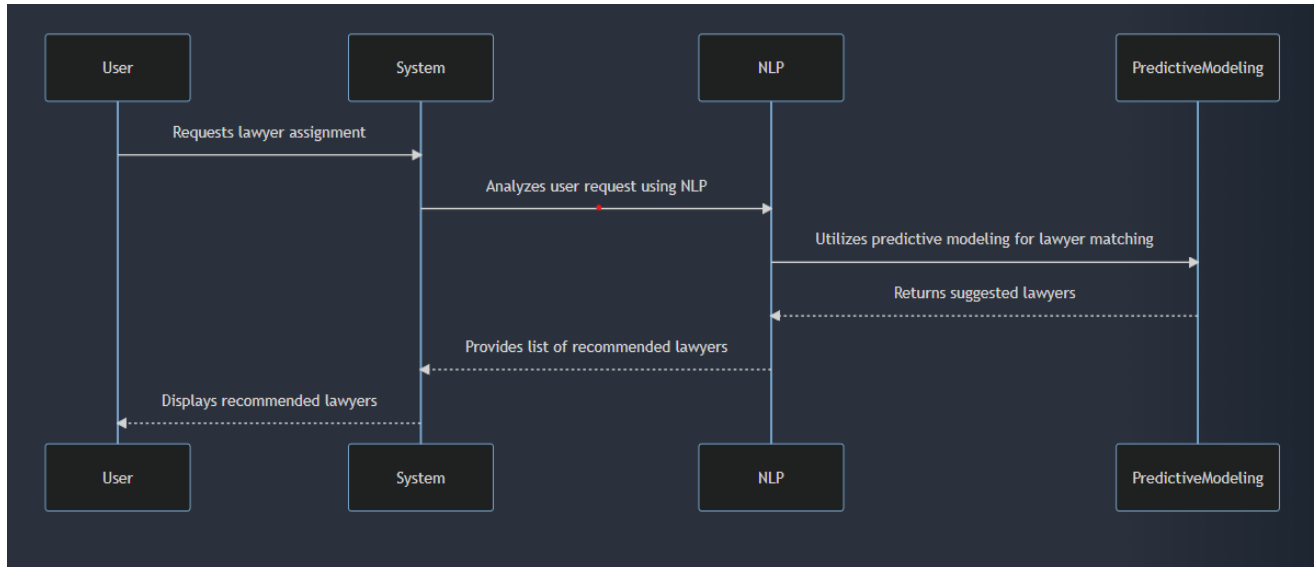 User
System
NLP
PredictiveModeling
Requests lawyer assignment
Analyzes user request using NLP
Utilizes predictive modeling for lawyer matching
Returns suggested lawyers
Provides list of recommended lawyers
Displays recommended lawyers
User
System
NLP
PredictiveModeling